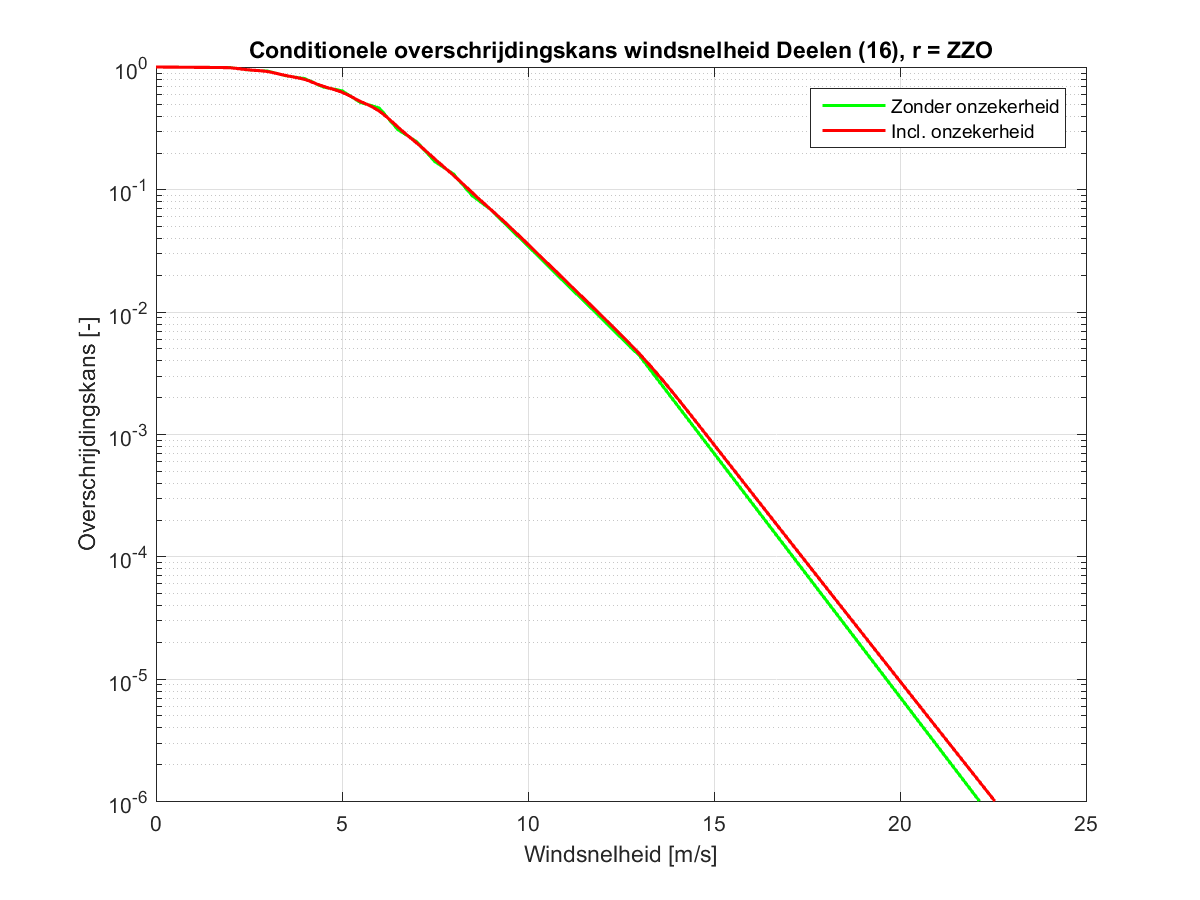 Conditionele overschrijdingskans windsnelheid Deelen (16), r = ZZO
Zonder onzekerheid
Incl. onzekerheid
Overschrijdingskans [-]
10^0
10^-1
10^-2
10^-3
10^-4
10^-5
10^-6
0 5 10 15 20 25
Windsnelheid [m/s]